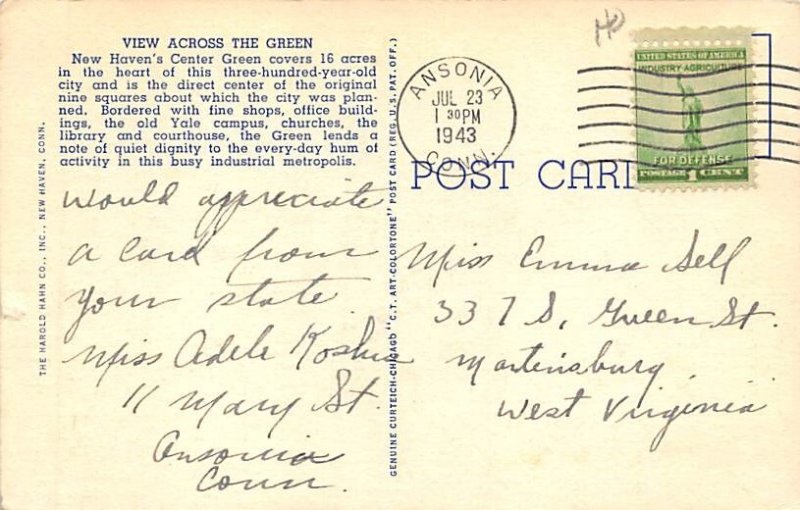 VIEW ACROSS THE GREEN
New Haven's Center Green covers 16 acres
in the heart of this three-hundred-year-old
city and is the direct center of the original
nine squares about which the city was plan-
ned. Bordered with fine shops, office build-
ings, the old Yale campus, churches, the
library and courthouse, the Green lends a
note of quiet dignity to the every-day hum of
activity in this busy industrial metropolis.
would appreciate
a card from
your state.
Miss Adele
11 Mary St.
Ansonia
Conn.
THE HAROLD HAHN CO., INC., NEW HAVEN, CONN.
GENUINE CURTEICH-CHICAGO "C.T. ART-COLORTONE" POST CARD (REG. U.S. PAT. OFF.)
ANSONIA
JUL 23
1 30 PM
1943
CONN.
UNITED STATES OF AMERICA
INDUSTRY-AGRICULTURE
FOR DEFENSE
POSTAGE 1 CENT
POST CARD
Miss Emma Sell
337 S. Green St.
Martinsburg,
West Virginia